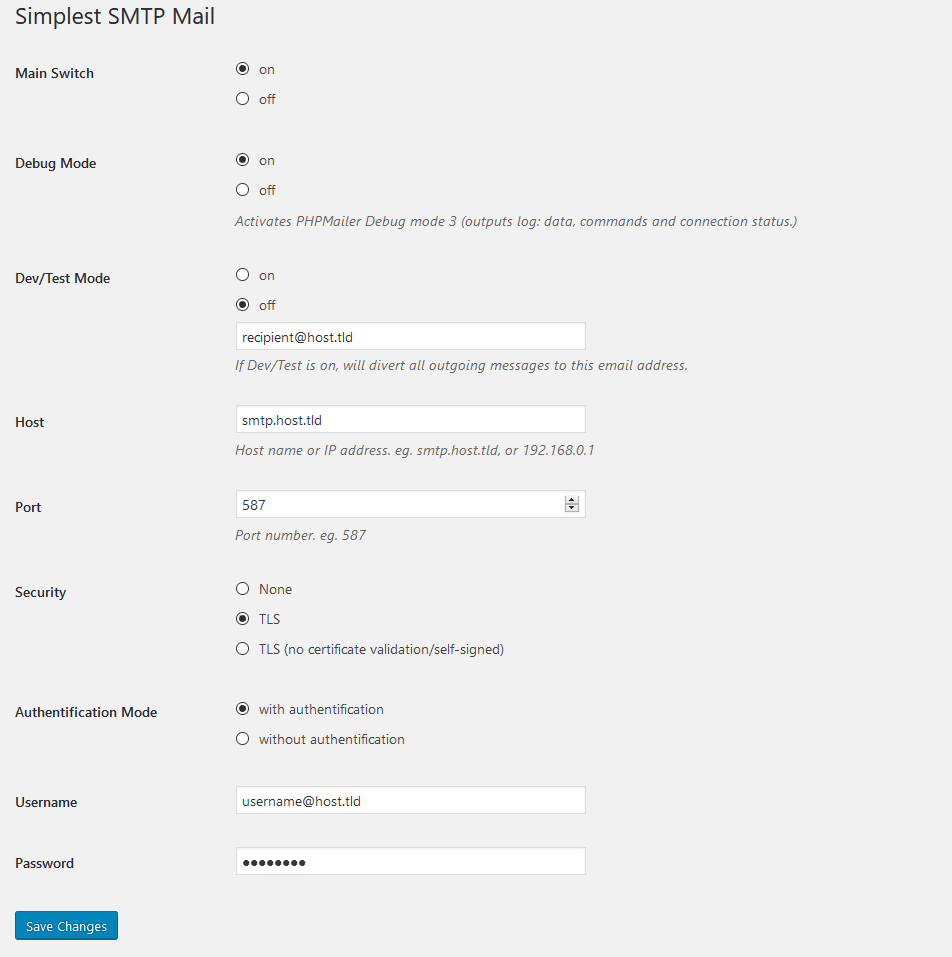 Simplest SMTP Mail
Main Switch
on
off
Debug Mode
on
off
Activates PHPMailer Debug mode 3 (outputs log: data, commands and connection status.)
Dev/Test Mode
on
off
recipient@host.tld
If Dev/Test is on, will divert all outgoing messages to this email address.
Host
smtp.host.tld
Host name or IP address. eg. smtp.host.tld, or 192.168.0.1
Port
587
Port number. eg. 587
Security
None
TLS
TLS (no certificate validation/self-signed)
Authentification Mode
with authentification
without authentification
Username
username@host.tld
Password
●●●●●●●●
Save Changes